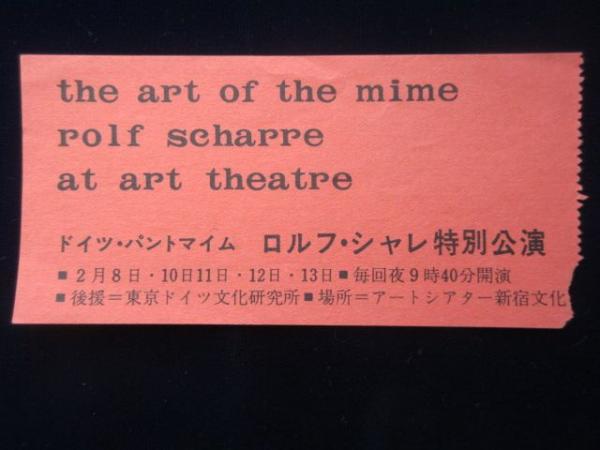 the art of the mime
rolf scharre
at art theatre
ドイツ・パントマイム ロルフ・シャレ特別公演
■2月8日・10日11日・12日・13日■毎回夜9時40分開演
■後援=東京ドイツ文化研究所■場所=アートシアター新宿文化